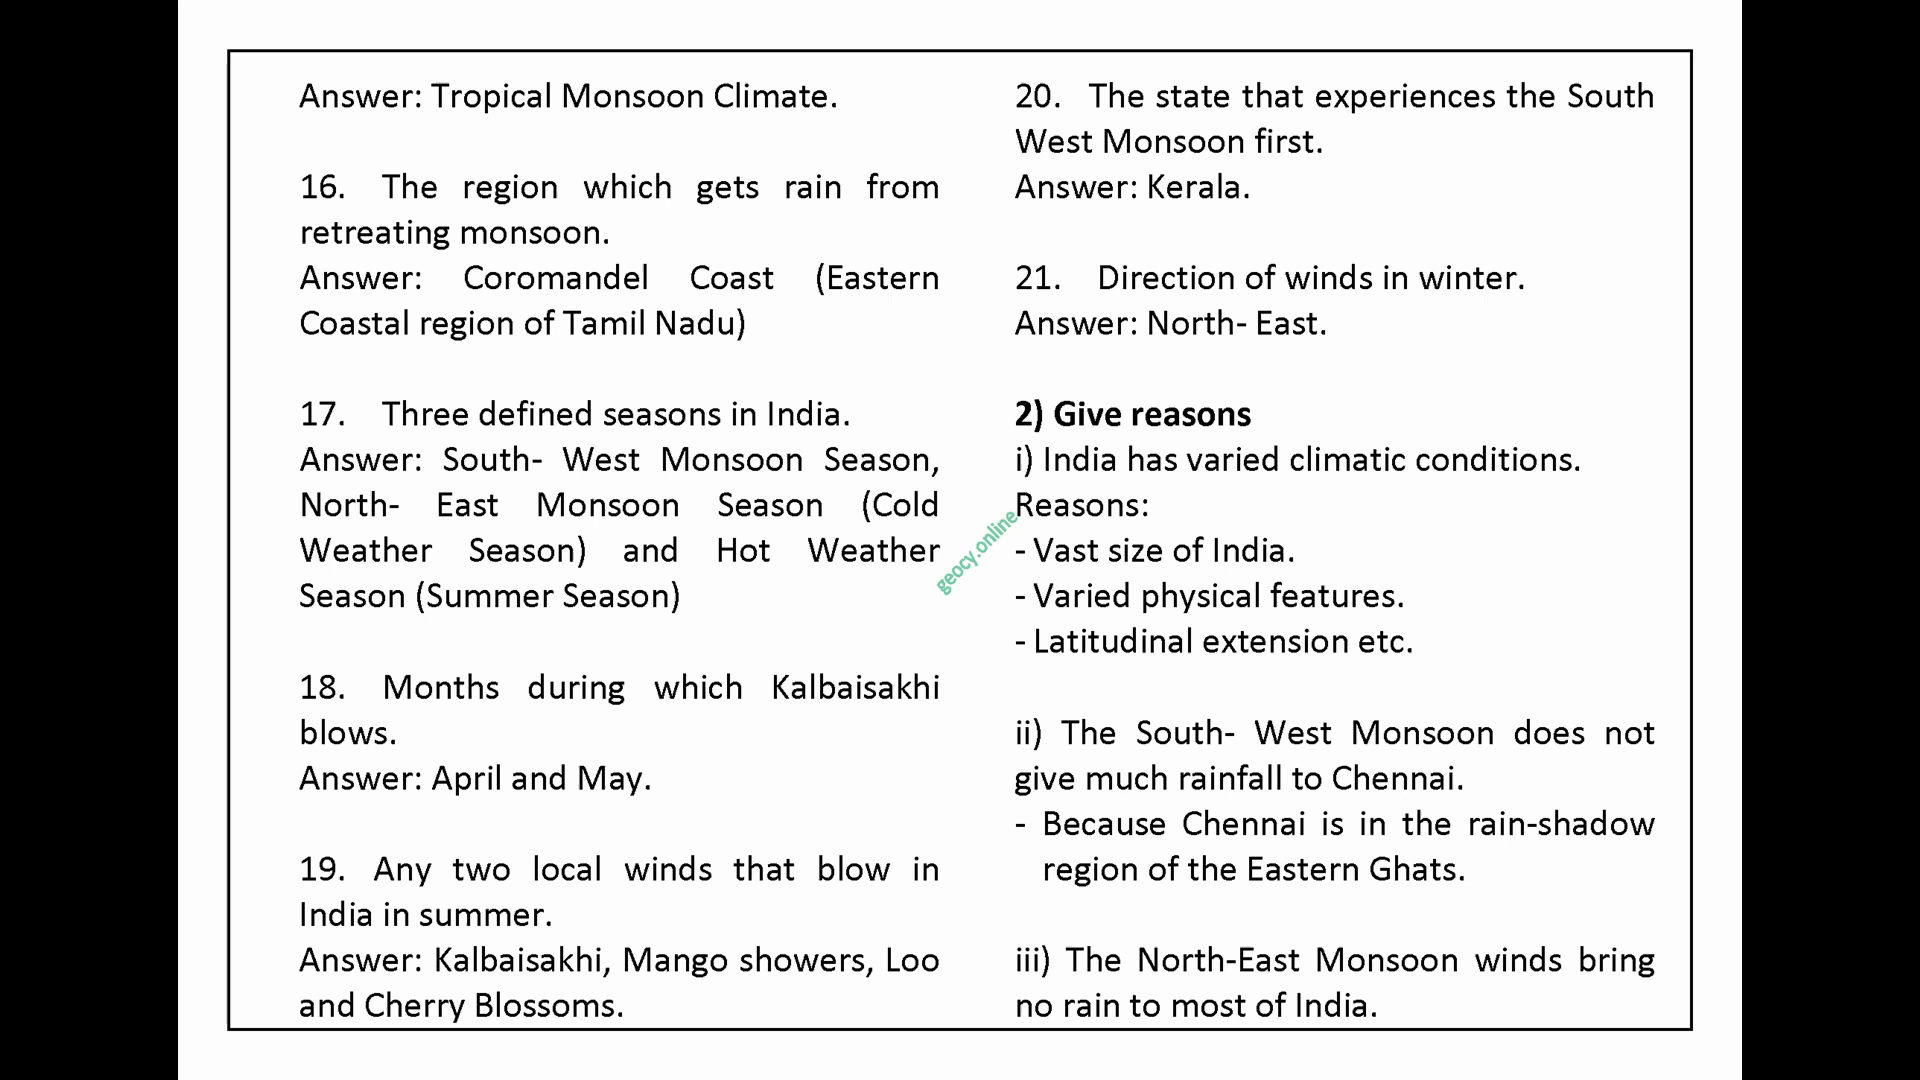 Answer: Tropical Monsoon Climate.
16. The region which gets rain from
retreating monsoon.
Answer: Coromandel Coast (Eastern
Coastal region of Tamil Nadu)
17. Three defined seasons in India.
Answer: South- West Monsoon Season,
North- East Monsoon Season (Cold
Weather Season) and Hot Weather
Season (Summer Season)
18. Months during which Kalbaisakhi
blows.
Answer: April and May.
19. Any two local winds that blow in
India in summer.
Answer: Kalbaisakhi, Mango showers, Loo
and Cherry Blossoms.
geocy.online
20. The state that experiences the South
West Monsoon first.
Answer: Kerala.
21. Direction of winds in winter.
Answer: North- East.
2) Give reasons
i) India has varied climatic conditions.
Reasons:
- Vast size of India.
- Varied physical features.
- Latitudinal extension etc.
ii) The South- West Monsoon does not
give much rainfall to Chennai.
- Because Chennai is in the rain-shadow
region of the Eastern Ghats.
iii) The North-East Monsoon winds bring
no rain to most of India.